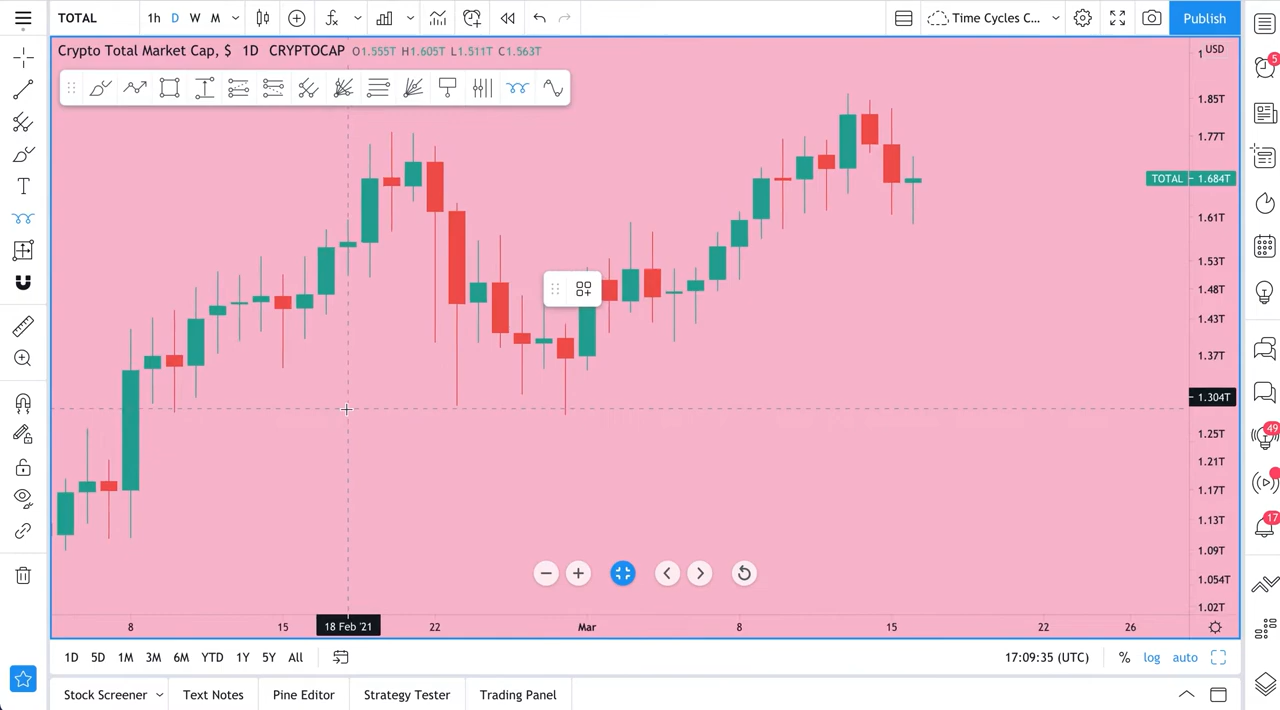 TOTAL 1h D W M Time Cycles C... Publish
Crypto Total Market Cap, $ 1D CRYPTOCAP O1.555T H1.605T L1.511T C1.563T
1 USD
5
1.85T
1.77T
TOTAL 1.684T
1.61T
1.53T
1.48T
1.43T
1.37T
1.304T
1.25T
49
1.21T
1.17T
1.13T
17
1.09T
1.054T
1.02T
8 15 18 Feb '21 22 Mar 8 15 22 26
1D 5D 1M 3M 6M YTD 1Y 5Y All 17:09:35 (UTC) % log auto
Stock Screener Text Notes Pine Editor Strategy Tester Trading Panel